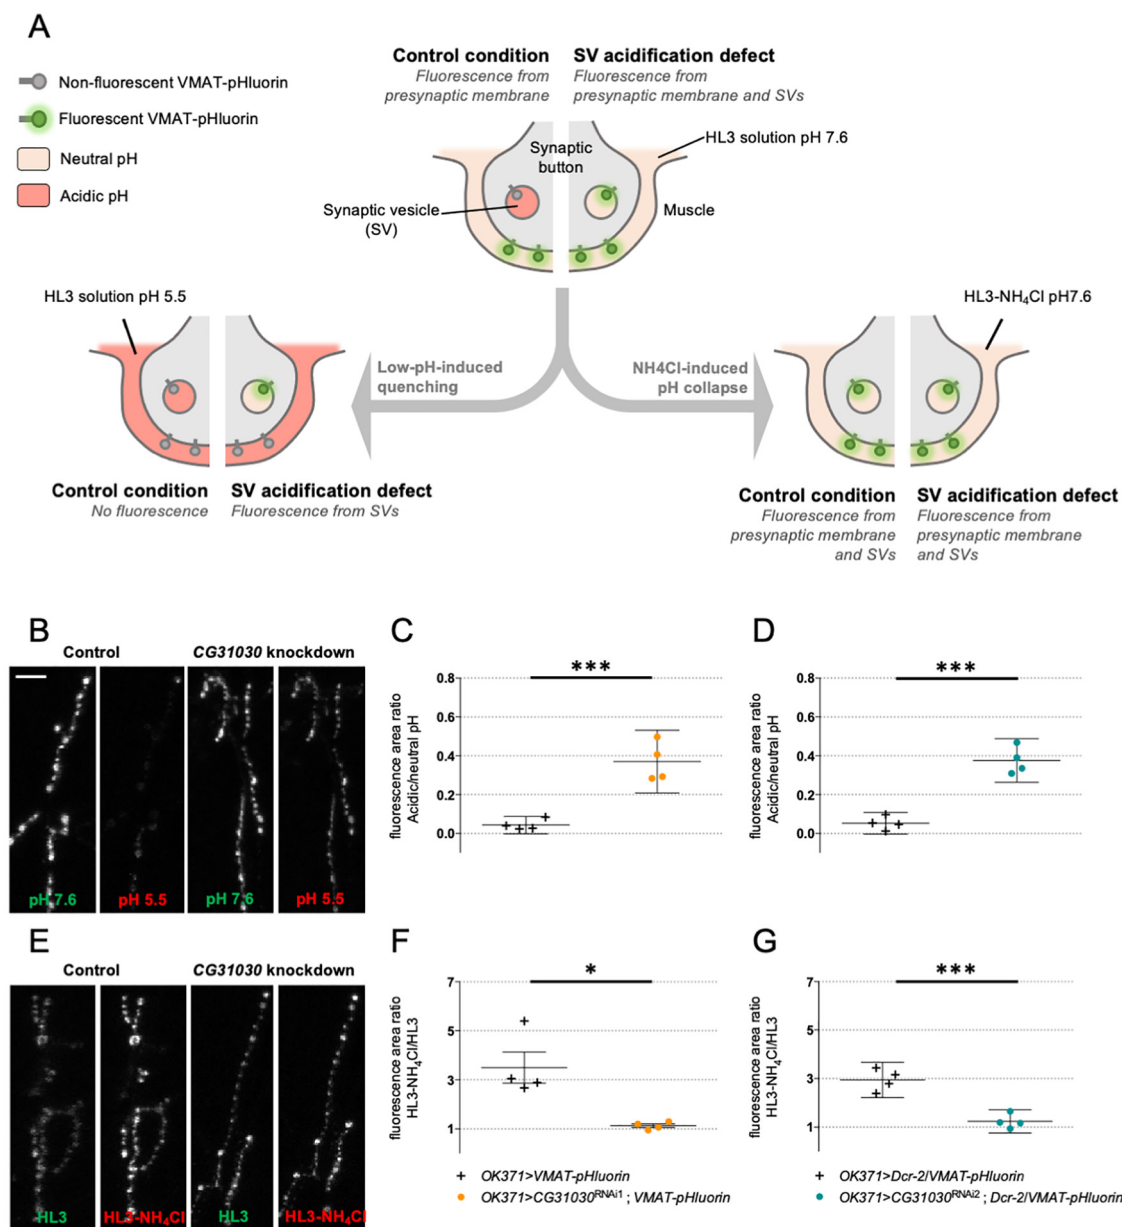 A
Non-fluorescent VMAT-pHluorin
Fluorescent VMAT-pHluorin
Neutral pH
Acidic pH
Control condition
Fluorescence from
presynaptic membrane
SV acidification defect
Fluorescence from
presynaptic membrane and SVs
HL3 solution pH 7.6
Synaptic
button
Synaptic vesicle
(SV)
Muscle
HL3 solution pH 5.5
HL3-NH₄Cl pH7.6
Low-pH-induced
quenching
NH4Cl-induced
pH collapse
Control condition
No fluorescence
SV acidification defect
Fluorescence from SVs
Control condition
Fluorescence from
presynaptic membrane
and SVs
SV acidification defect
Fluorescence from
presynaptic membrane
and SVs
B
Control
CG31030 knockdown
pH 7.6
pH 5.5
pH 7.6
pH 5.5
C
***
fluorescence area ratio
Acidic/neutral pH
0.8
0.6
0.4
0.2
0.0
D
***
fluorescence area ratio
Acidic/neutral pH
0.8
0.6
0.4
0.2
0.0
E
Control
CG31030 knockdown
HL3
HL3-NH₄Cl
HL3
HL3-NH₄Cl
F
*
fluorescence area ratio
HL3-NH₄Cl/HL3
7
5
3
1
+ OK371>VMAT-pHluorin
OK371>CG31030ᴿᴺᴬⁱ¹ ; VMAT-pHluorin
G
***
fluorescence area ratio
HL3-NH₄Cl/HL3
7
5
3
1
+ OK371>Dcr-2/VMAT-pHluorin
OK371>CG31030ᴿᴺᴬⁱ² ; Dcr-2/VMAT-pHluorin